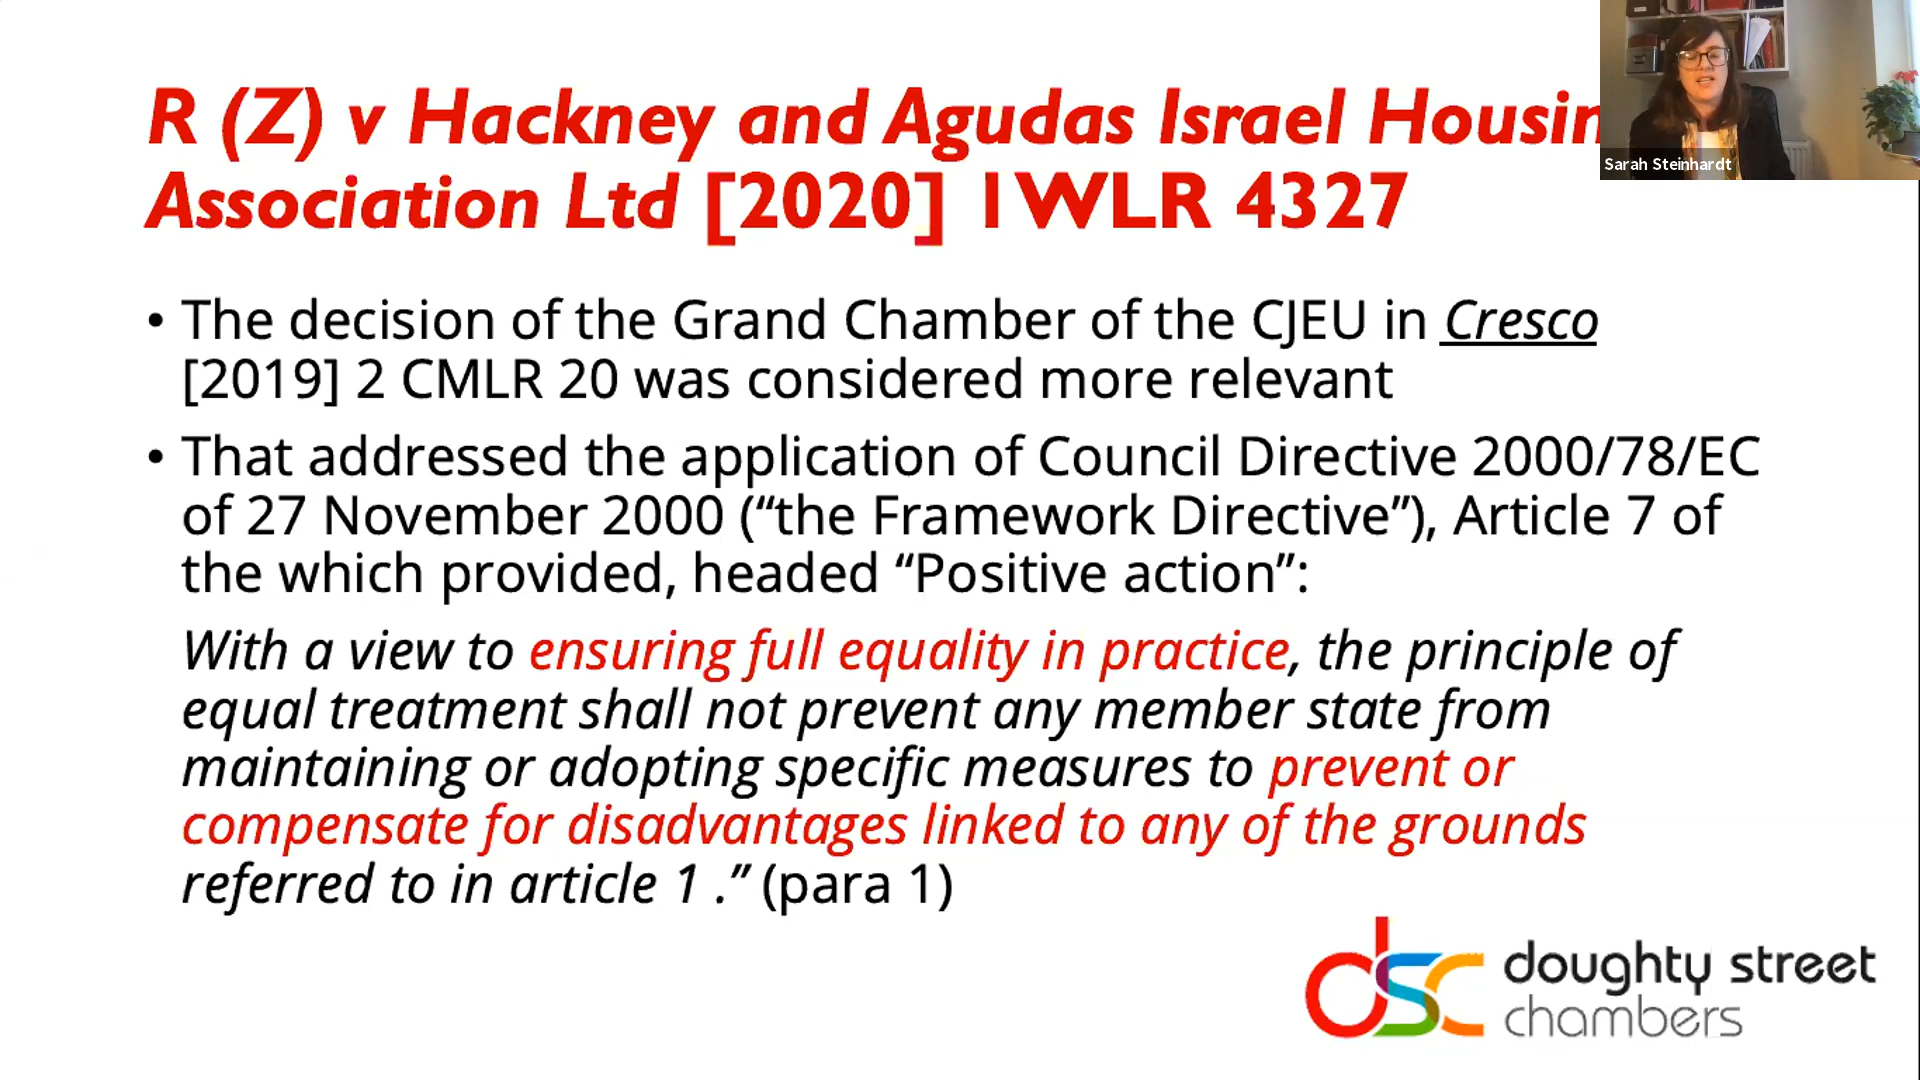 R (Z) v Hackney and Agudas Israel Housin
Association Ltd [2020] 1 WLR 4327
Sarah Steinhardt
• The decision of the Grand Chamber of the CJEU in Cresco
[2019] 2 CMLR 20 was considered more relevant
• That addressed the application of Council Directive 2000/78/EC
of 27 November 2000 (“the Framework Directive”), Article 7 of
the which provided, headed “Positive action”:
With a view to ensuring full equality in practice, the principle of
equal treatment shall not prevent any member state from
maintaining or adopting specific measures to prevent or
compensate for disadvantages linked to any of the grounds
referred to in article 1 .” (para 1)
dsc doughty street
chambers